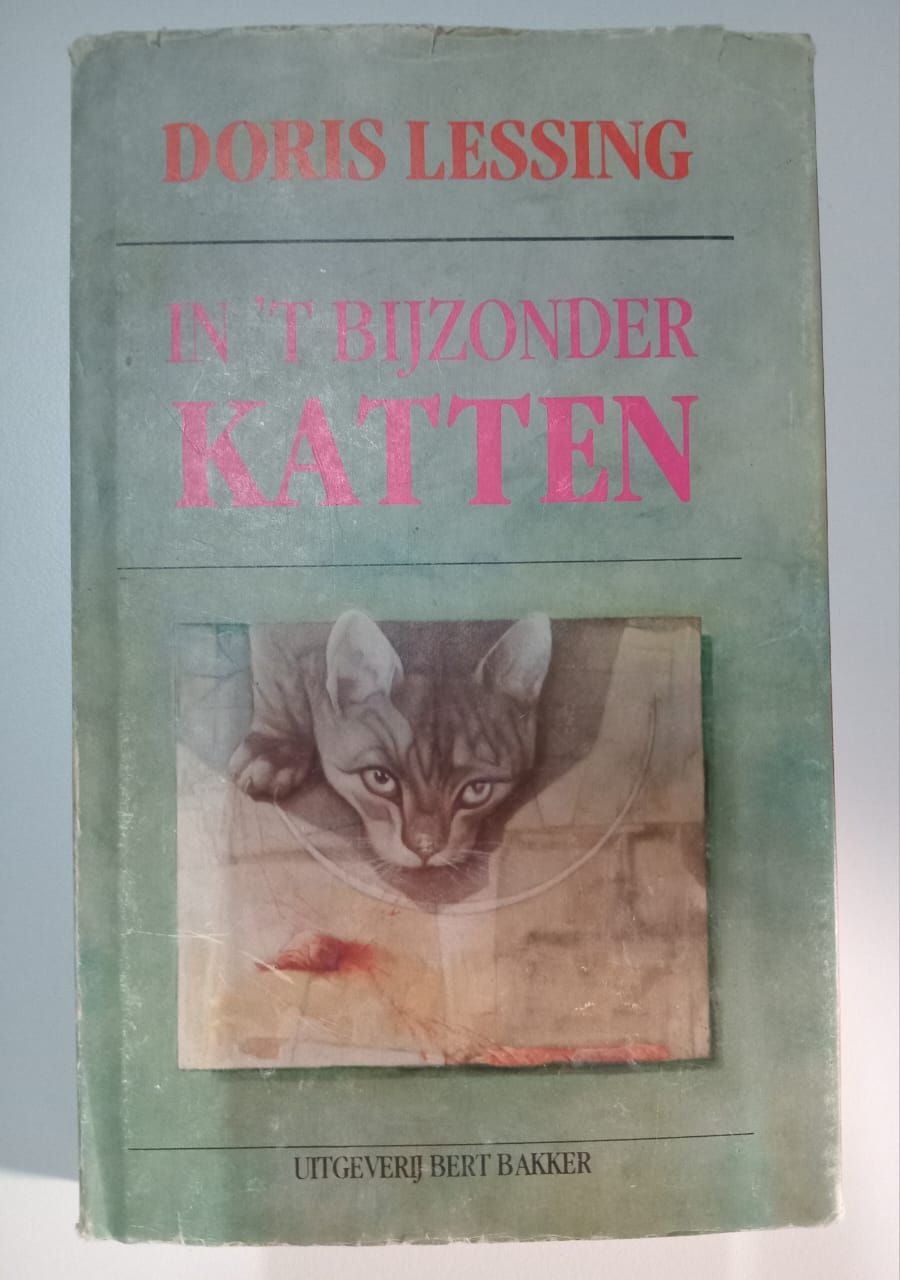 DORIS LESSING
IN 'T BIJZONDER
KATTEN
UITGEVERIJ BERT BAKKER